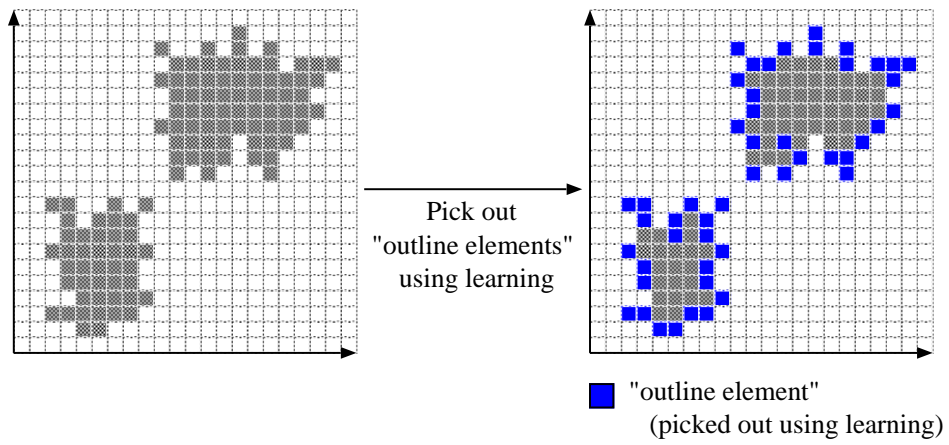 Pick out
"outline elements"
using learning
"outline element"
(picked out using learning)